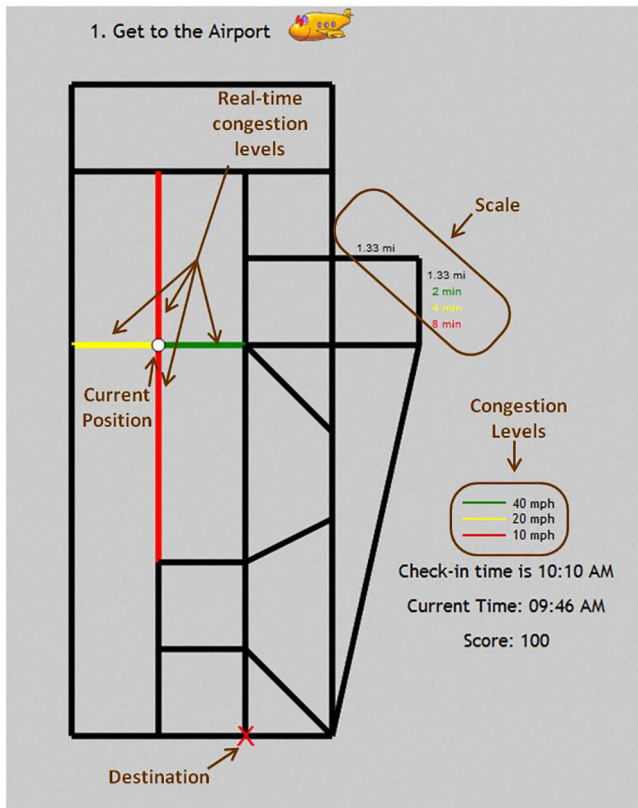 1. Get to the Airport
Real-time
congestion
levels
Scale
1.33 mi
1.33 mi
2 min
4 min
8 min
Current
Position
Congestion
Levels
40 mph
20 mph
10 mph
Check-in time is 10:10 AM
Current Time: 09:46 AM
Score: 100
Destination